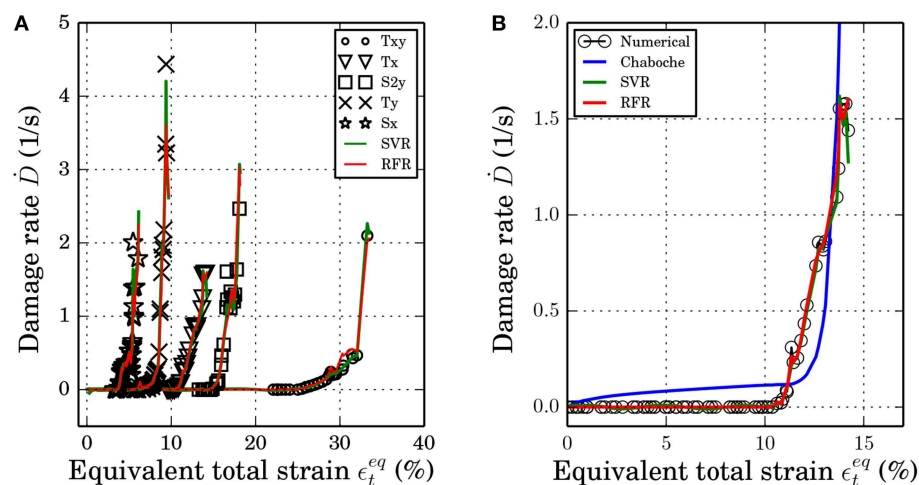 A
Damage rate Ḋ (1/s)
5
4
3
2
1
0
0 10 20 30 40
Equivalent total strain ϵ_t^{eq} (%)
Txy
Tx
S2y
Ty
Sx
SVR
RFR
B
Damage rate Ḋ (1/s)
2.0
1.5
1.0
0.5
0.0
0 5 10 15
Equivalent total strain ϵ_t^{eq} (%)
Numerical
Chaboche
SVR
RFR